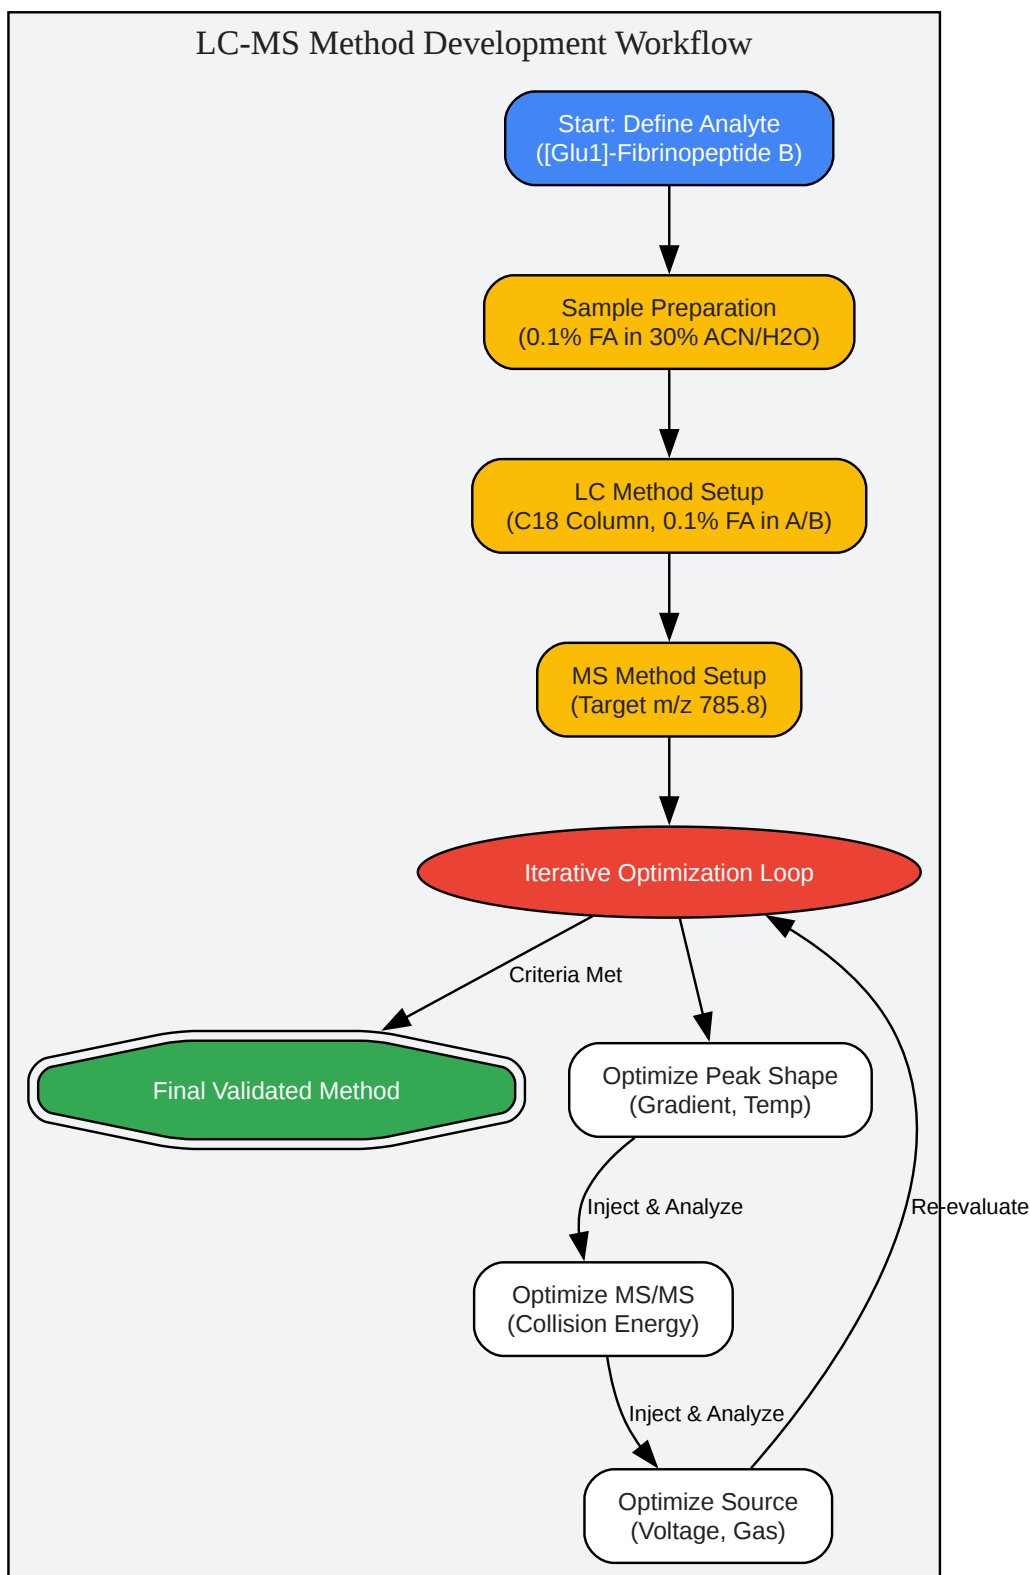 LC-MS Method Development Workflow
Start: Define Analyte
([Glu1]-Fibrinopeptide B)
Sample Preparation
(0.1% FA in 30% ACN/H2O)
LC Method Setup
(C18 Column, 0.1% FA in A/B)
MS Method Setup
(Target m/z 785.8)
Iterative Optimization Loop
Criteria Met
Final Validated Method
Optimize Peak Shape
(Gradient, Temp)
Inject & Analyze
Re-evaluate
Optimize MS/MS
(Collision Energy)
Inject & Analyze
Optimize Source
(Voltage, Gas)